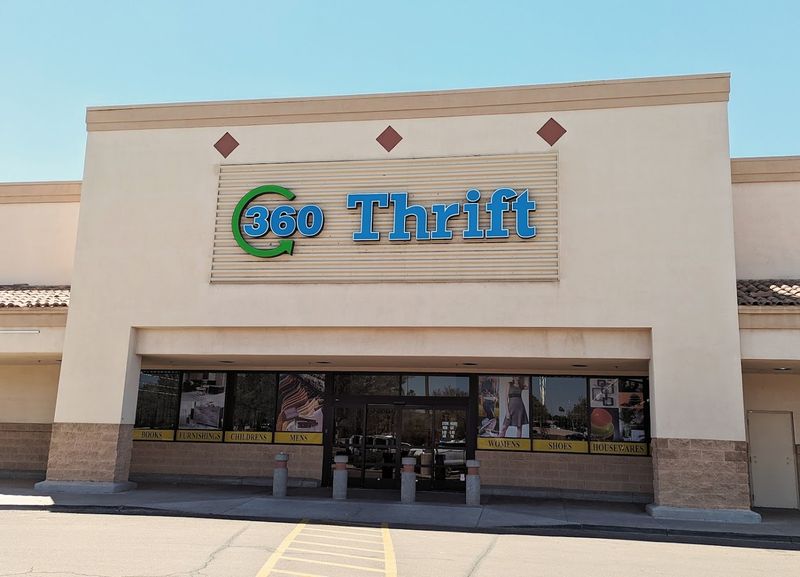 360 Thrift
BOOKS FURNISHINGS CHILDRENS MENS WOMENS SHOES HOUSEWARES